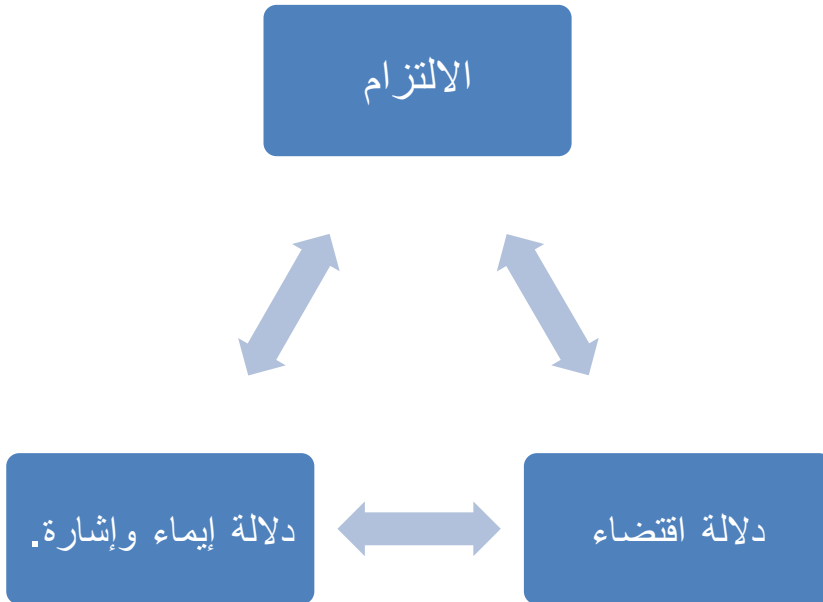 الالتزام
دلالة اقتضاء
دلالة إيماء وإشارة.